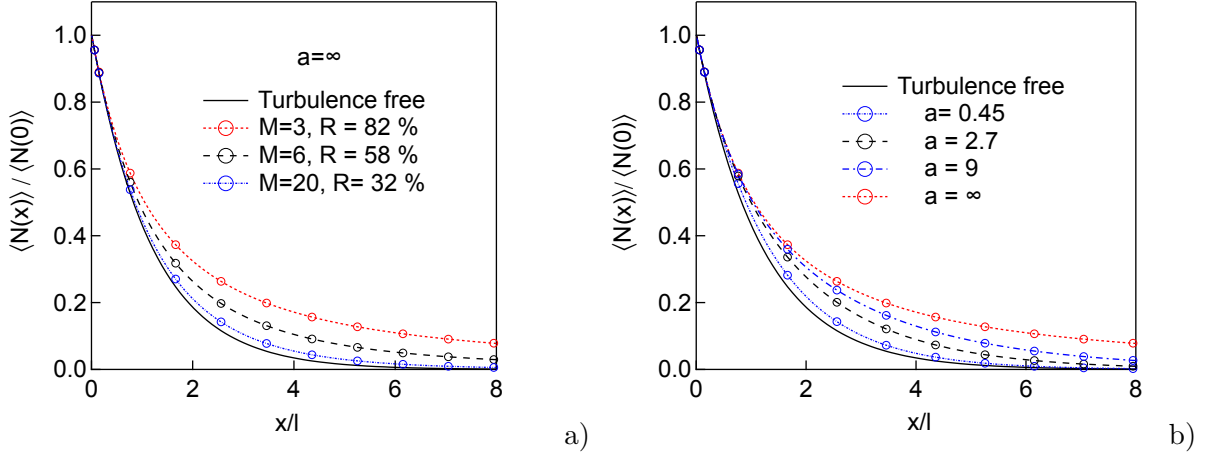 1.0
0.8
0.6
0.4
0.2
0.0
⟨N(x)⟩ / ⟨N(0)⟩
0
2
4
6
8
x/l
a=∞
Turbulence free
M=3, R = 82 %
M=6, R = 58 %
M=20, R= 32 %
a)
1.0
0.8
0.6
0.4
0.2
0.0
⟨N(x)⟩/ ⟨N(0)⟩
0
2
4
6
8
x/l
Turbulence free
a= 0.45
a = 2.7
a = 9
a = ∞
b)